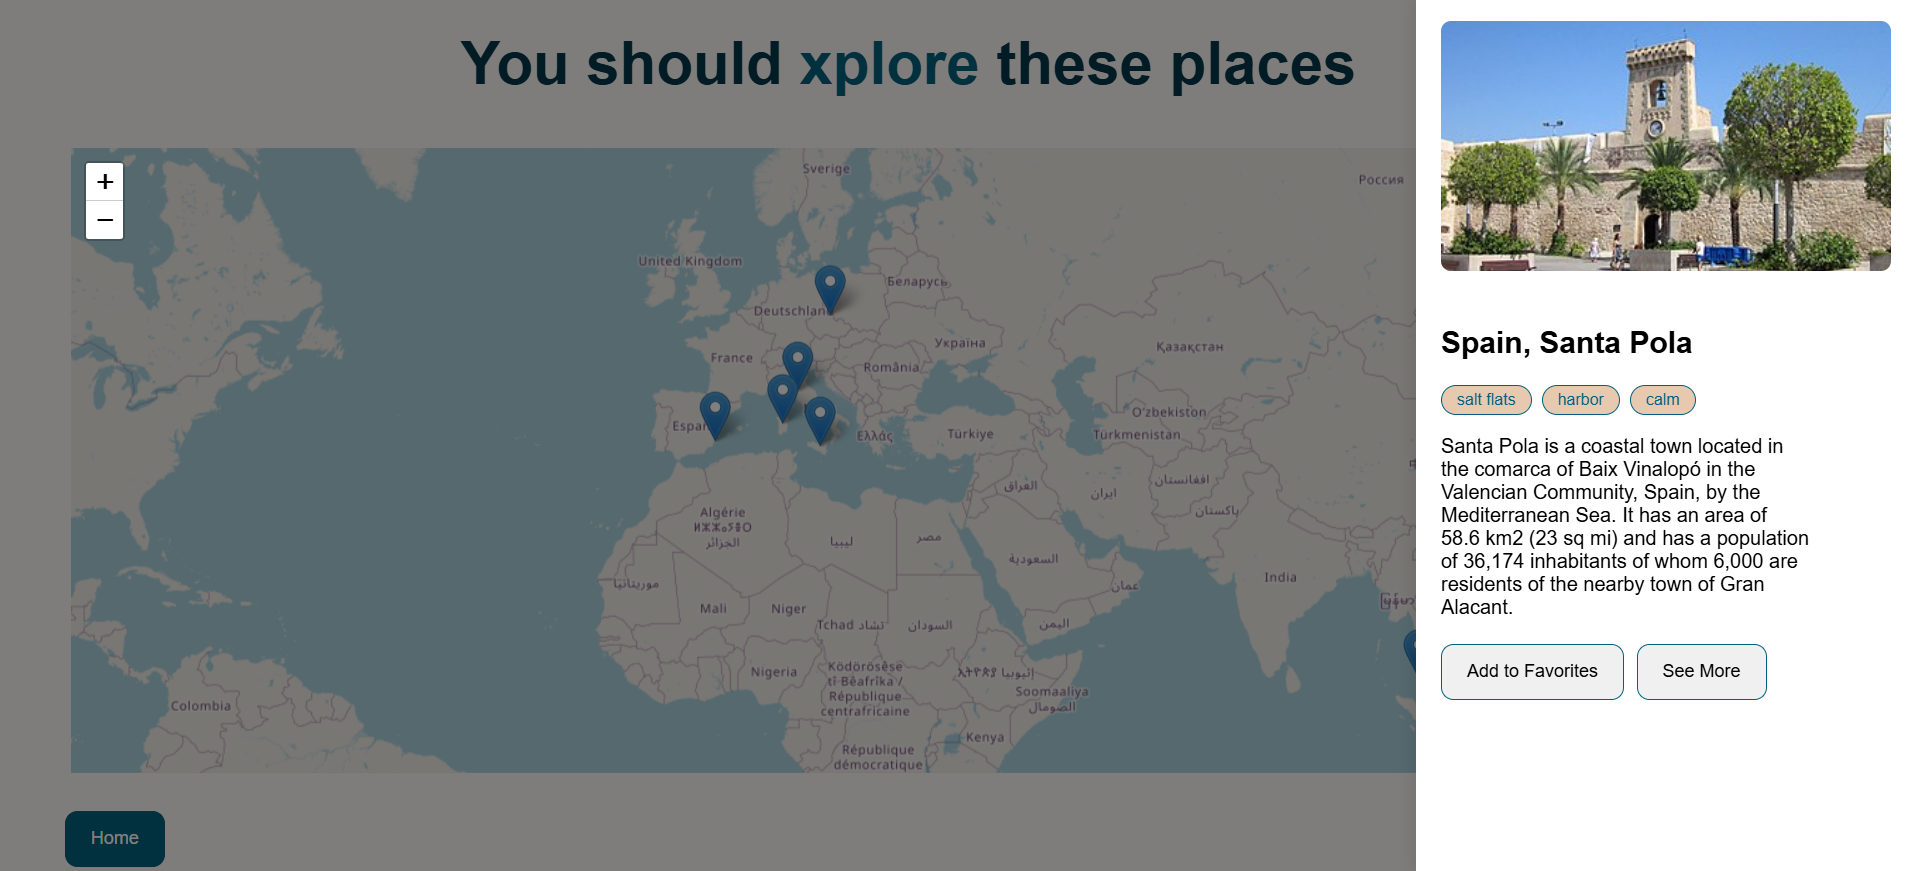 You should xplore these places
+
−
Sverige
Россия
United Kingdom
Беларусь
Deutschland
Україна
France
România
Қазақстан
Oʻzbekiston
Españ
Ελλάς
Türkiye
Türkmenistan
افغانستان
العراق
ایران
Algérie
ⵍⵣⵣⴰⵢⴻⵔ
الجزائر
پاکستان
ليبيا
مصر
السعودية
India
موريتانيا
عمان
Mali
Niger
Tchad تشاد
السودان
اليمن
Nigeria
Ködörösêse
tî Bêafrîka /
République
centrafricaine
Soomaaliya
الصومال
Colombia
Kenya
République
démocratique
Home
Spain, Santa Pola
salt flats
harbor
calm
Santa Pola is a coastal town located in
the comarca of Baix Vinalopó in the
Valencian Community, Spain, by the
Mediterranean Sea. It has an area of
58.6 km2 (23 sq mi) and has a population
of 36,174 inhabitants of whom 6,000 are
residents of the nearby town of Gran
Alacant.
Add to Favorites
See More